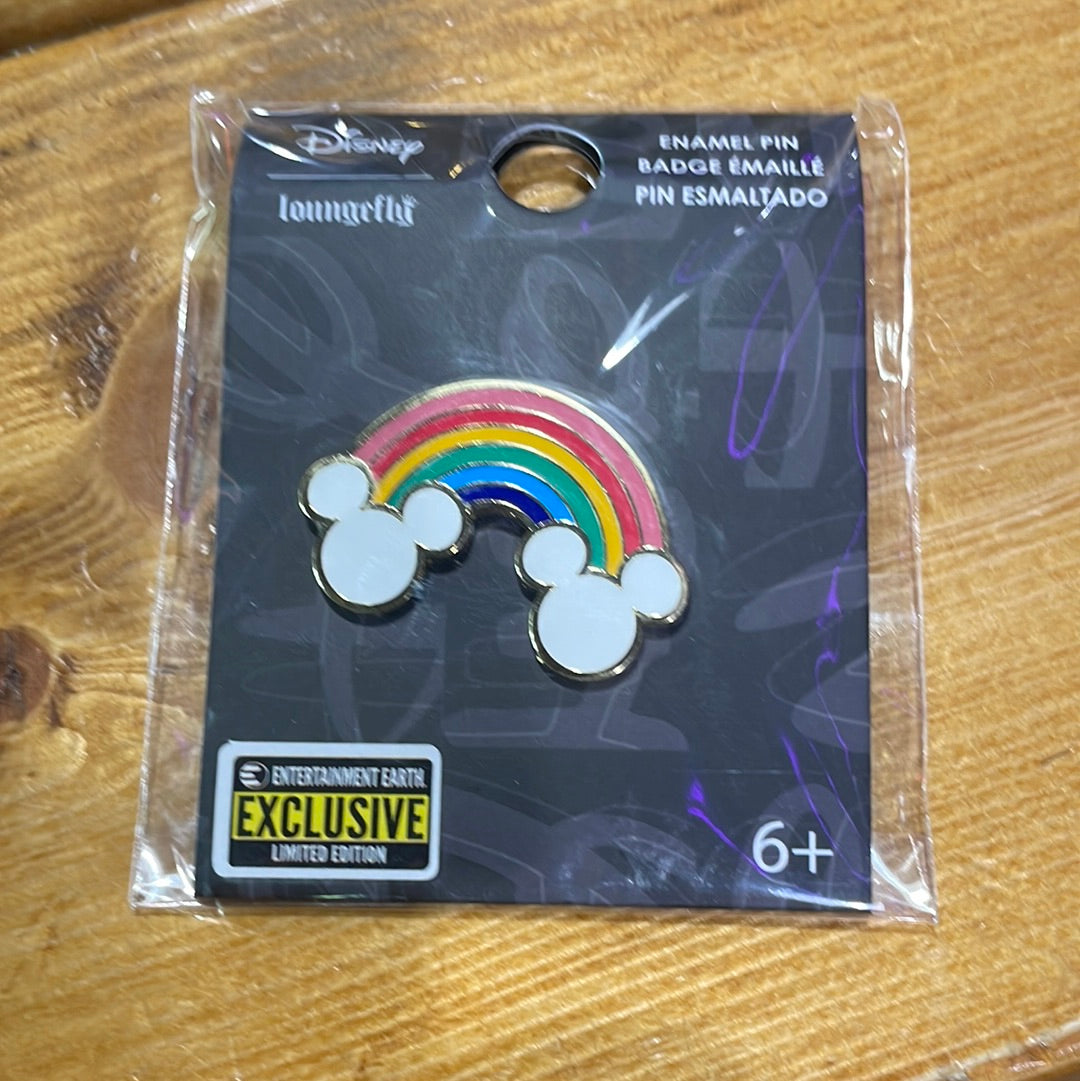 Disney
loungefly
ENAMEL PIN
BADGE ÉMAILLÉ
PIN ESMALTADO
ENTERTAINMENT EARTH
EXCLUSIVE
LIMITED EDITION
6+